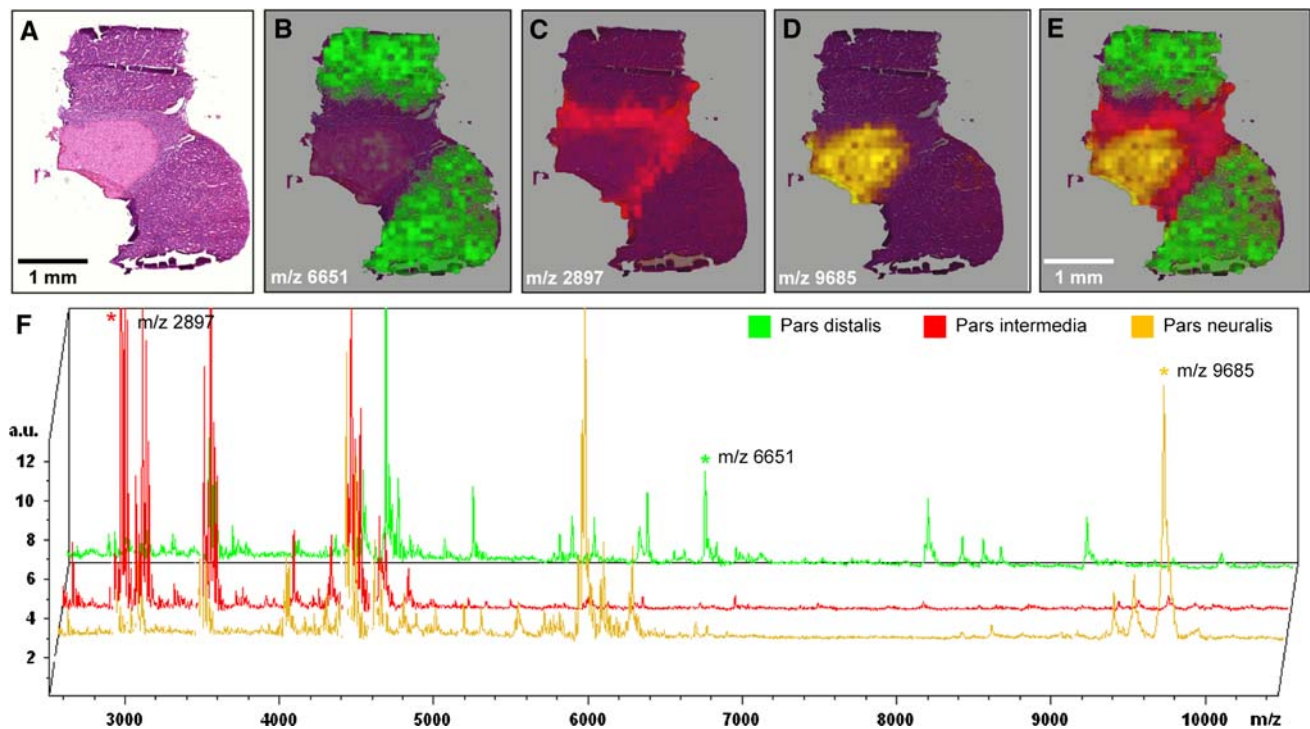 A
1 mm
B
m/z 6651
C
m/z 2897
D
m/z 9685
E
1 mm
F
* m/z 2897
Pars distalis
Pars intermedia
Pars neuralis
* m/z 9685
* m/z 6651
a.u.
12
10
8
6
4
2
3000 4000 5000 6000 7000 8000 9000 10000 m/z